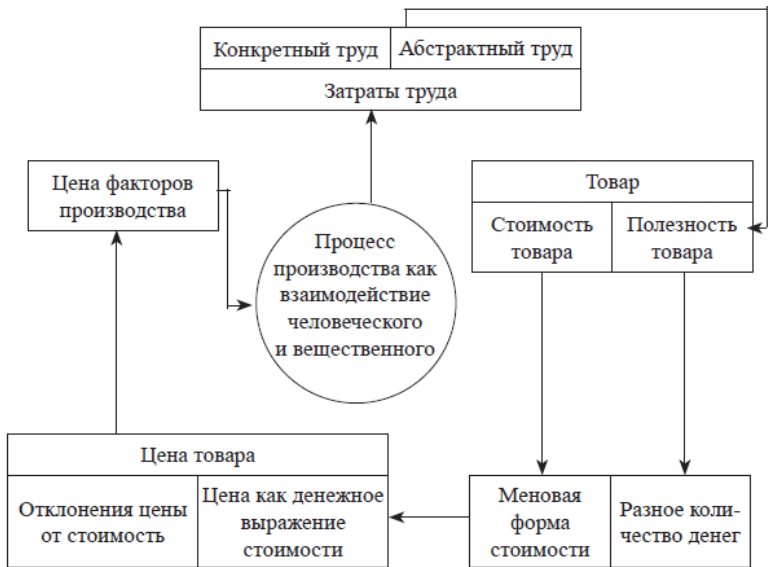 Конкретный труд
Абстрактный труд
Затраты труда
Цена факторов
производства
Товар
Стоимость
товара
Полезность
товара
Процесс
производства как
взаимодействие
человеческого
и вещественного
Цена товара
Отклонения цены
от стоимость
Цена как денежное
выражение
стоимости
Меновая
форма
стоимости
Разное коли-
чество денег